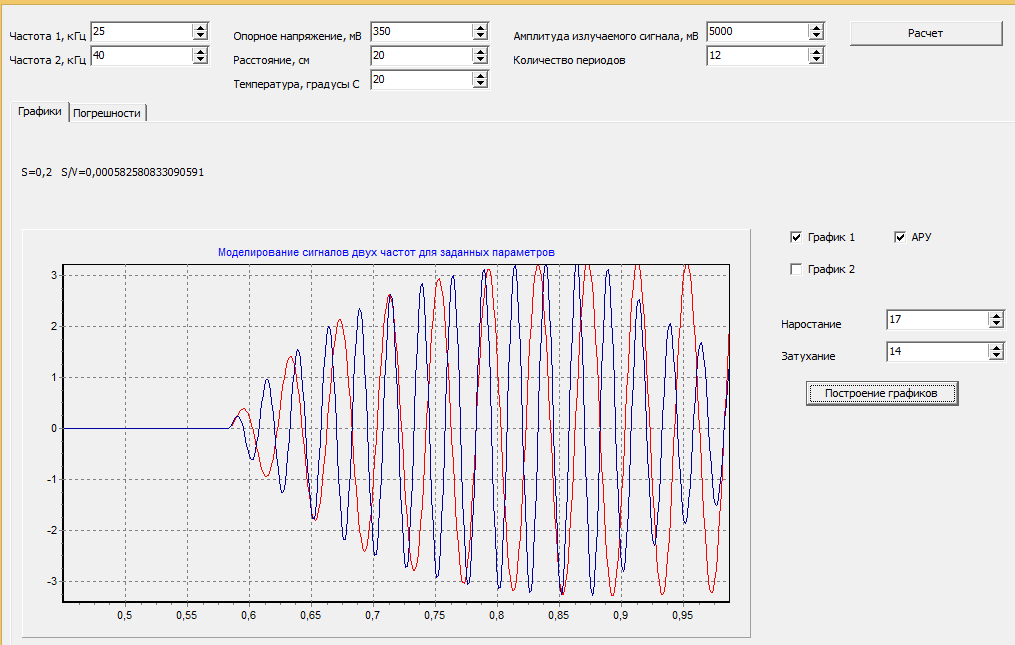 Частота 1, кГц 25 Опорное напряжение, мВ 350 Амплитуда излучаемого сигнала, мВ 5000 Расчет
Частота 2, кГц 40 Расстояние, см 20 Количество периодов 12
Температура, градусы С 20
Графики Погрешности
S=0,2 S/V=0,000582580833090591
Моделирование сигналов двух частот для заданных параметров
3
2
1
0
-1
-2
-3
0,5 0,55 0,6 0,65 0,7 0,75 0,8 0,85 0,9 0,95
График 1 АРУ
График 2
Наростание 17
Затухание 14
Построение графиков